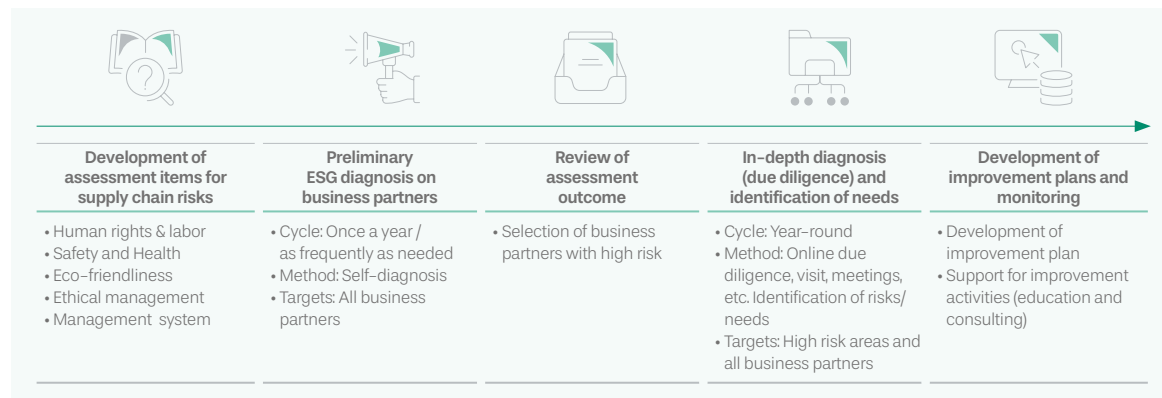 ?
Development of
assessment items for
supply chain risks
• Human rights & labor
• Safety and Health
• Eco-friendliness
• Ethical management
• Management system
Preliminary
ESG diagnosis on
business partners
• Cycle: Once a year /
as frequently as needed
• Method: Self-diagnosis
• Targets: All business
partners
Review of
assessment
outcome
• Selection of business
partners with high risk
In-depth diagnosis
(due diligence) and
identification of needs
• Cycle: Year-round
• Method: Online due
diligence, visit, meetings,
etc. Identification of risks/
needs
• Targets: High risk areas and
all business partners
Development of
improvement plans and
monitoring
• Development of
improvement plan
• Support for improvement
activities (education and
consulting)